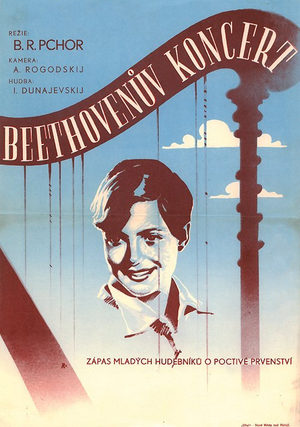 REŽIE:
B. R. PCHOR
KAMERA:
A. ROGODSKIJ
HUDBA:
I. DUNAJEVSKIJ
BEETHOVENŮV KONCERT
ZÁPAS MLADÝCH HUDEBNÍKŮ O POCTIVÉ PRVENSTVÍ